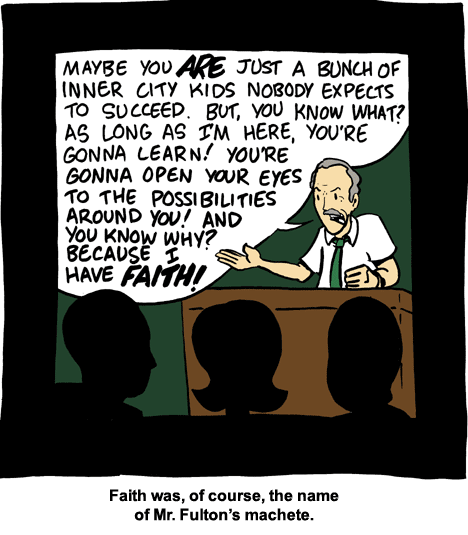 MAYBE YOU ARE JUST A BUNCH OF
INNER CITY KIDS NOBODY EXPECTS
TO SUCCEED. BUT, YOU KNOW WHAT?
AS LONG AS I'M HERE, YOU'RE
GONNA LEARN! YOU'RE
GONNA OPEN YOUR EYES
TO THE POSSIBILITIES
AROUND YOU! AND
YOU KNOW WHY?
BECAUSE I
HAVE FAITH!
Faith was, of course, the name
of Mr. Fulton's machete.